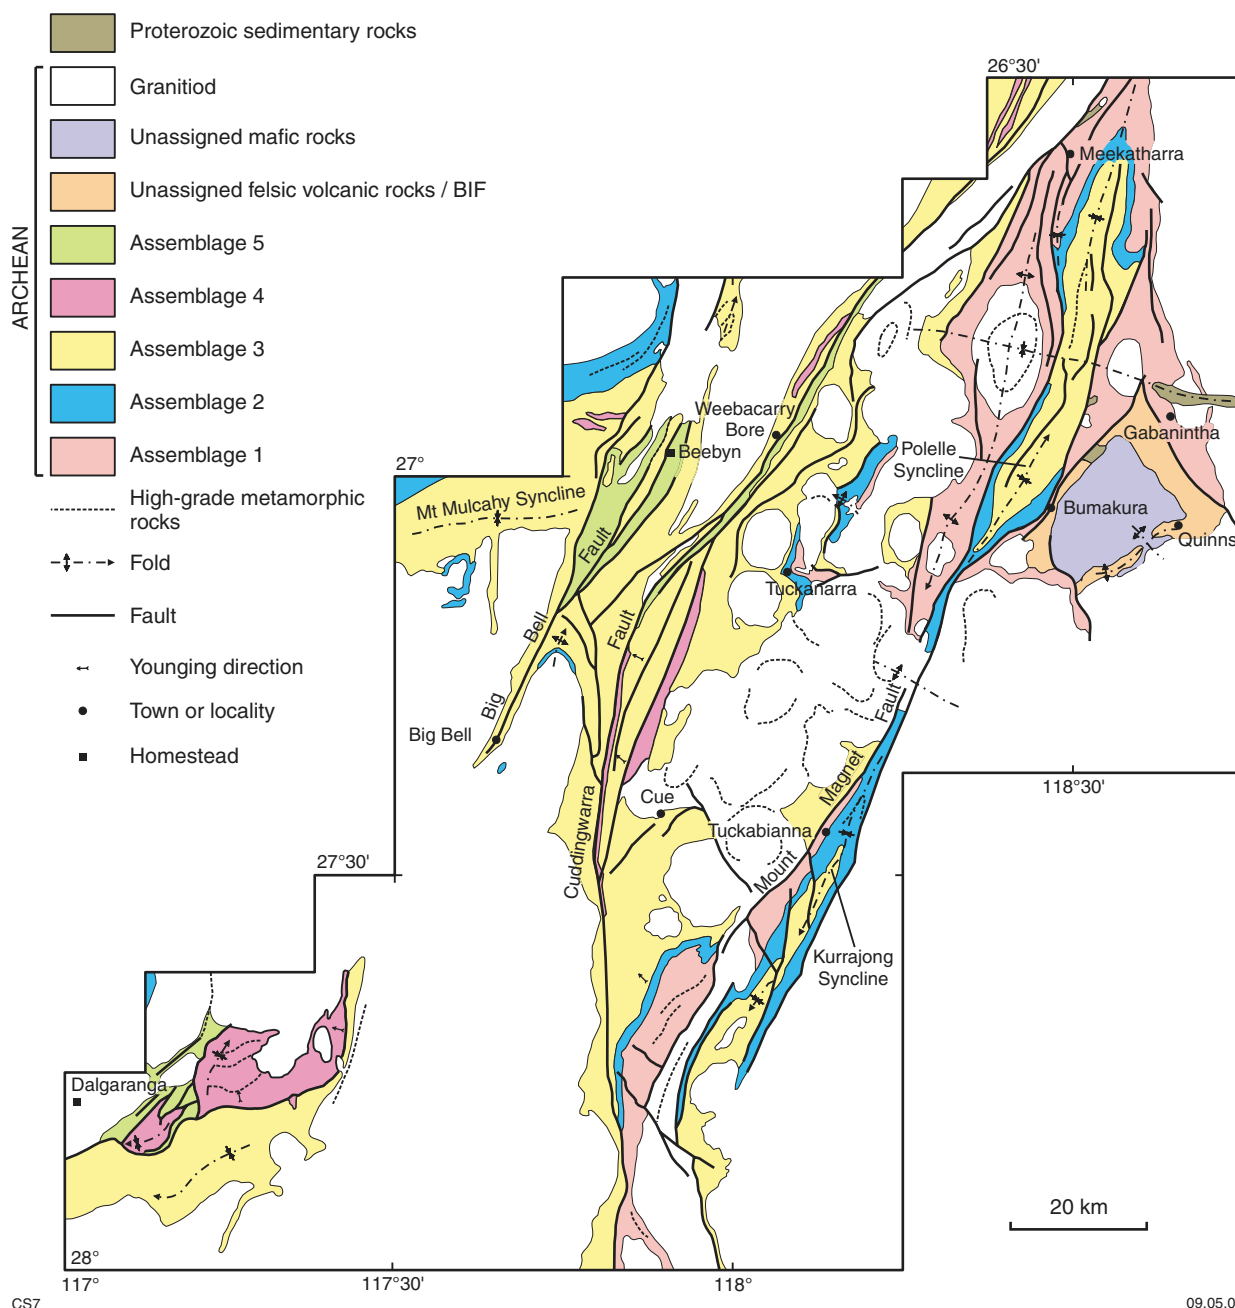 Proterozoic sedimentary rocks
ARCHEAN
Granitiod
Unassigned mafic rocks
Unassigned felsic volcanic rocks / BIF
Assemblage 5
Assemblage 4
Assemblage 3
Assemblage 2
Assemblage 1
High-grade metamorphic
rocks
Fold
Fault
Younging direction
Town or locality
Homestead
26°30'
Meekatharra
Weebacarry
Bore
Beebyn
Gabanintha
Polelle
Syncline
27°
Mt Mulcahy Syncline
Bumakura
Quinns
Tuckanarra
Big Bell Fault
Cuddingwarra Fault
Big Bell
Mount Magnet Fault
118°30'
Cue
Tuckabianna
27°30'
Kurrajong
Syncline
Dalgaranga
20 km
28°
117°
117°30'
118°
CS7
09.05.0